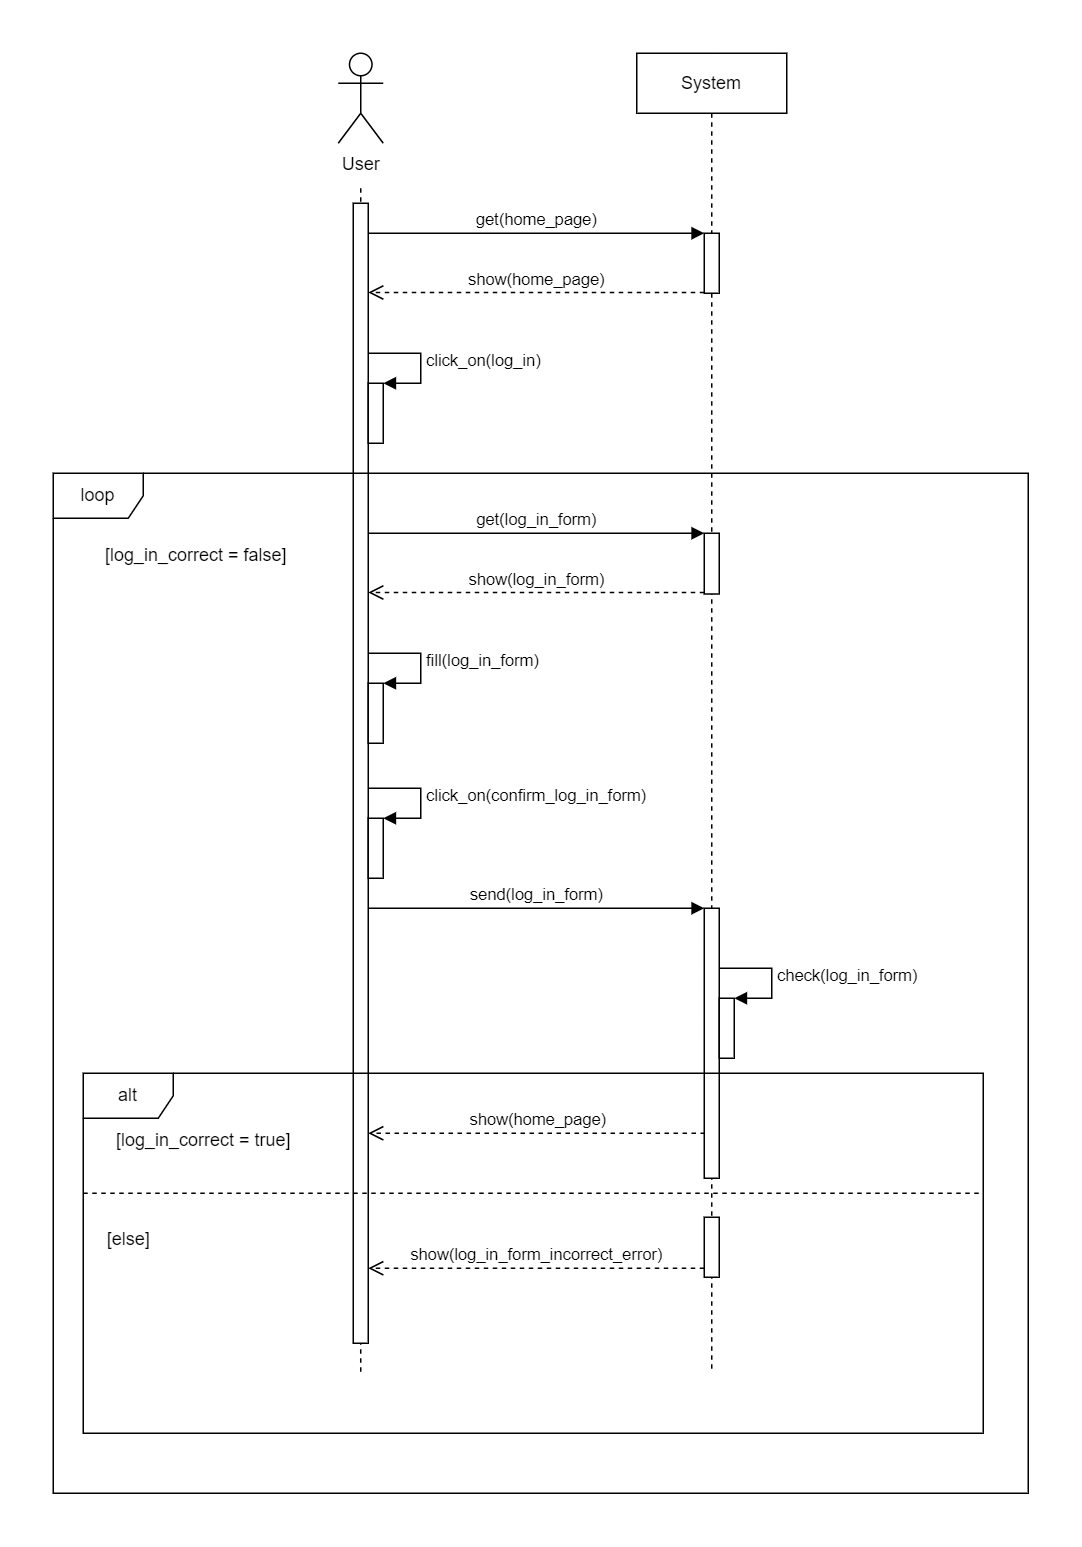 System
User
get(home_page)
show(home_page)
click_on(log_in)
loop
get(log_in_form)
[log_in_correct = false]
show(log_in_form)
fill(log_in_form)
click_on(confirm_log_in_form)
send(log_in_form)
check(log_in_form)
alt
show(home_page)
[log_in_correct = true]
[else]
show(log_in_form_incorrect_error)